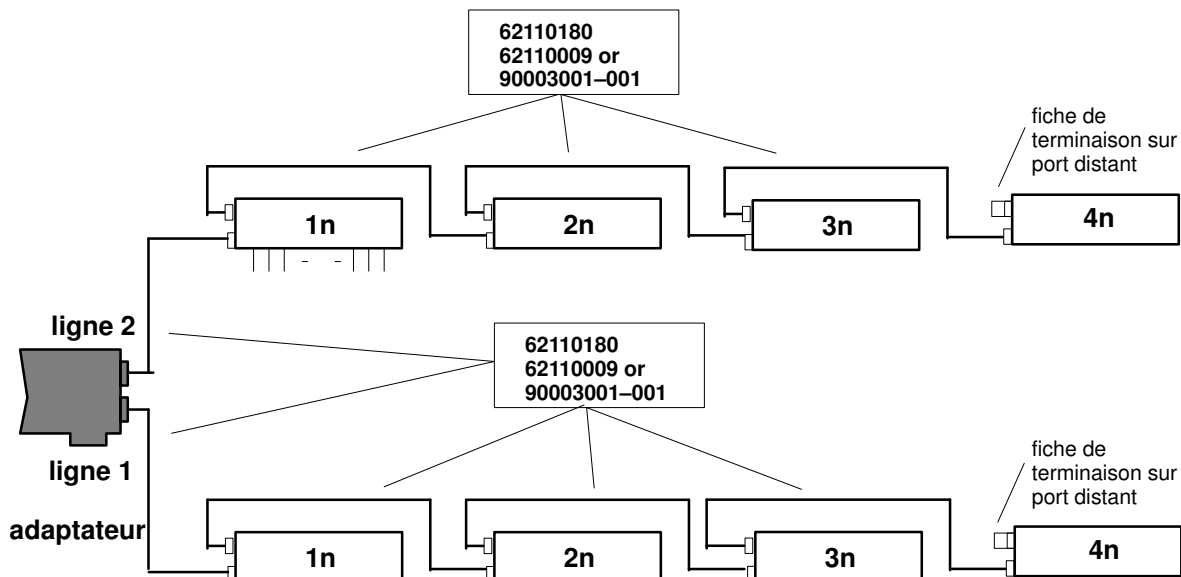 62110180
62110009 or
90003001–001
fiche de
terminaison sur
port distant
1n
2n
3n
4n
ligne 2
62110180
62110009 or
90003001–001
ligne 1
fiche de
terminaison sur
port distant
adaptateur
1n
2n
3n
4n